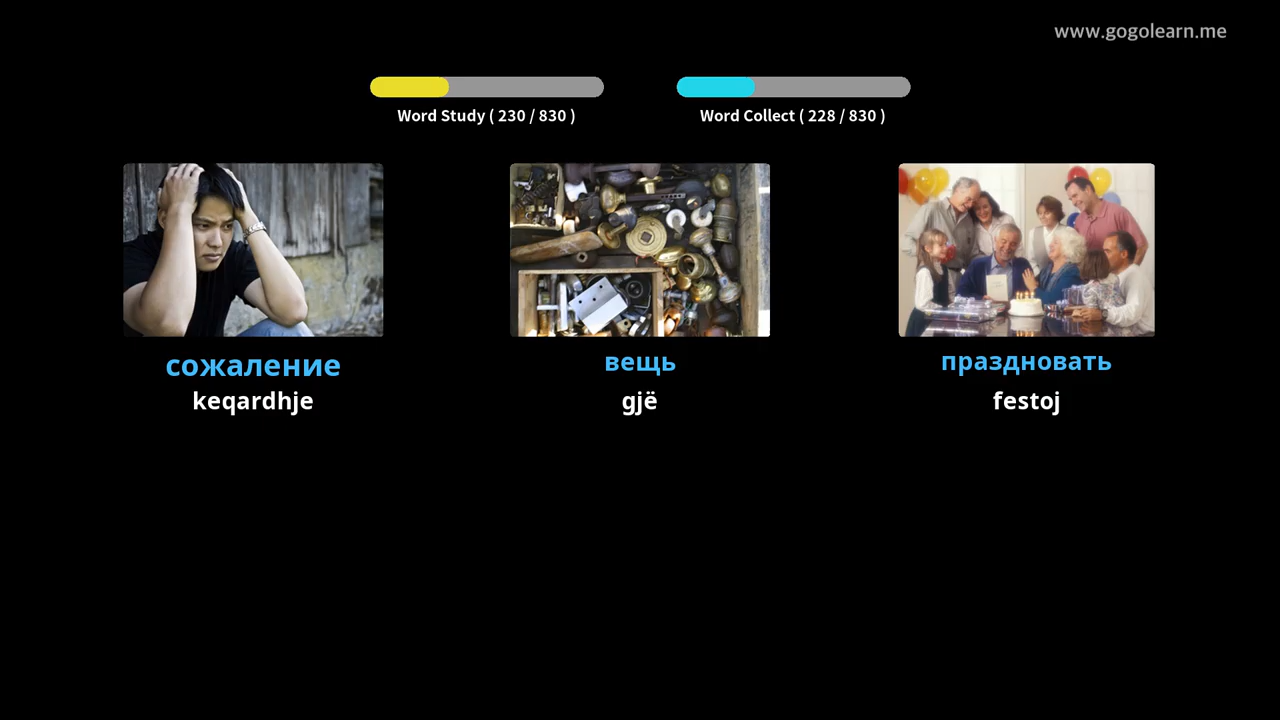 www.gogolearn.me
Word Study ( 230 / 830 )
Word Collect ( 228 / 830 )
сожаление
keqardhje
вещь
gjë
праздновать
festoj